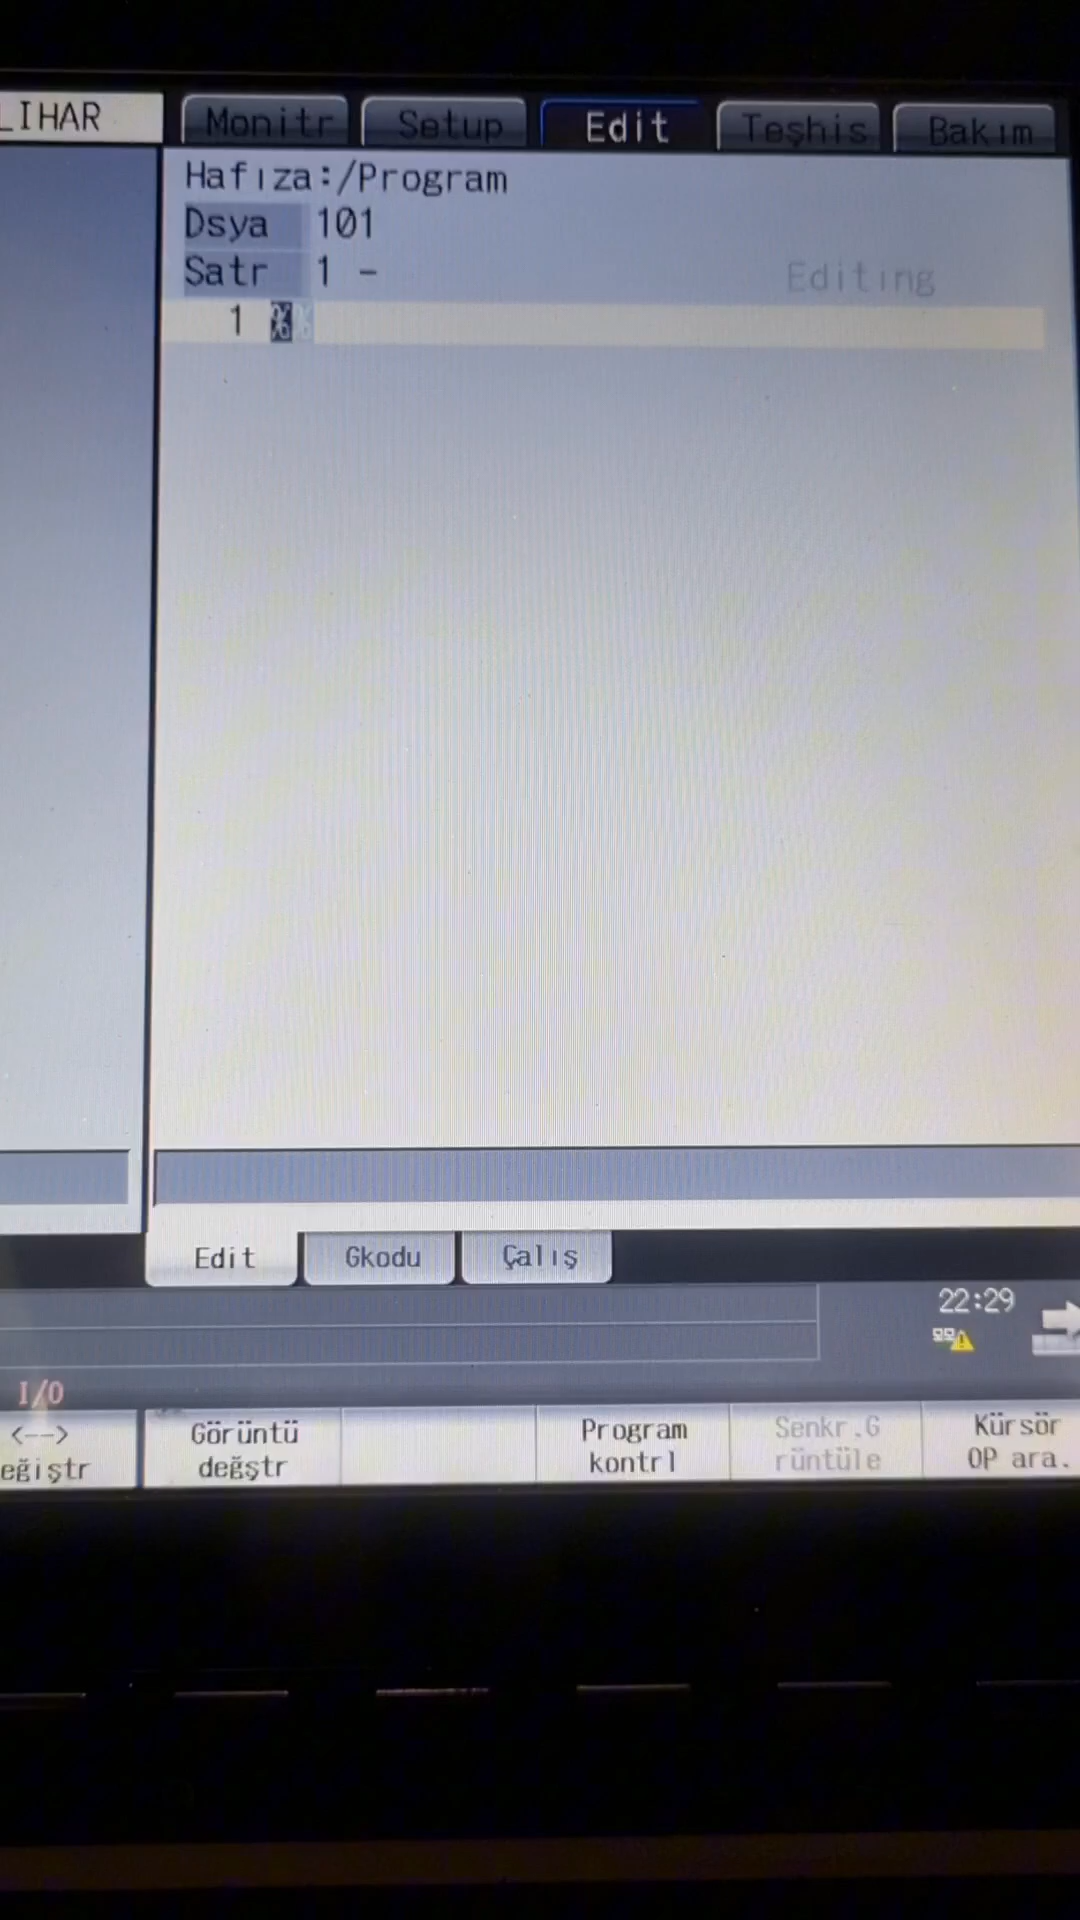 LIHAR Monitr Setup Edit Teşhis Bakım
Hafıza:/Program
Dsya 101
Satr 1 -
Editing
1 %%
Edit Gkodu Çalış
22:29
I/O
<--> Görüntü Program Senkr.G Kürsör
eğiştr değştr kontrl rüntüle OP ara.